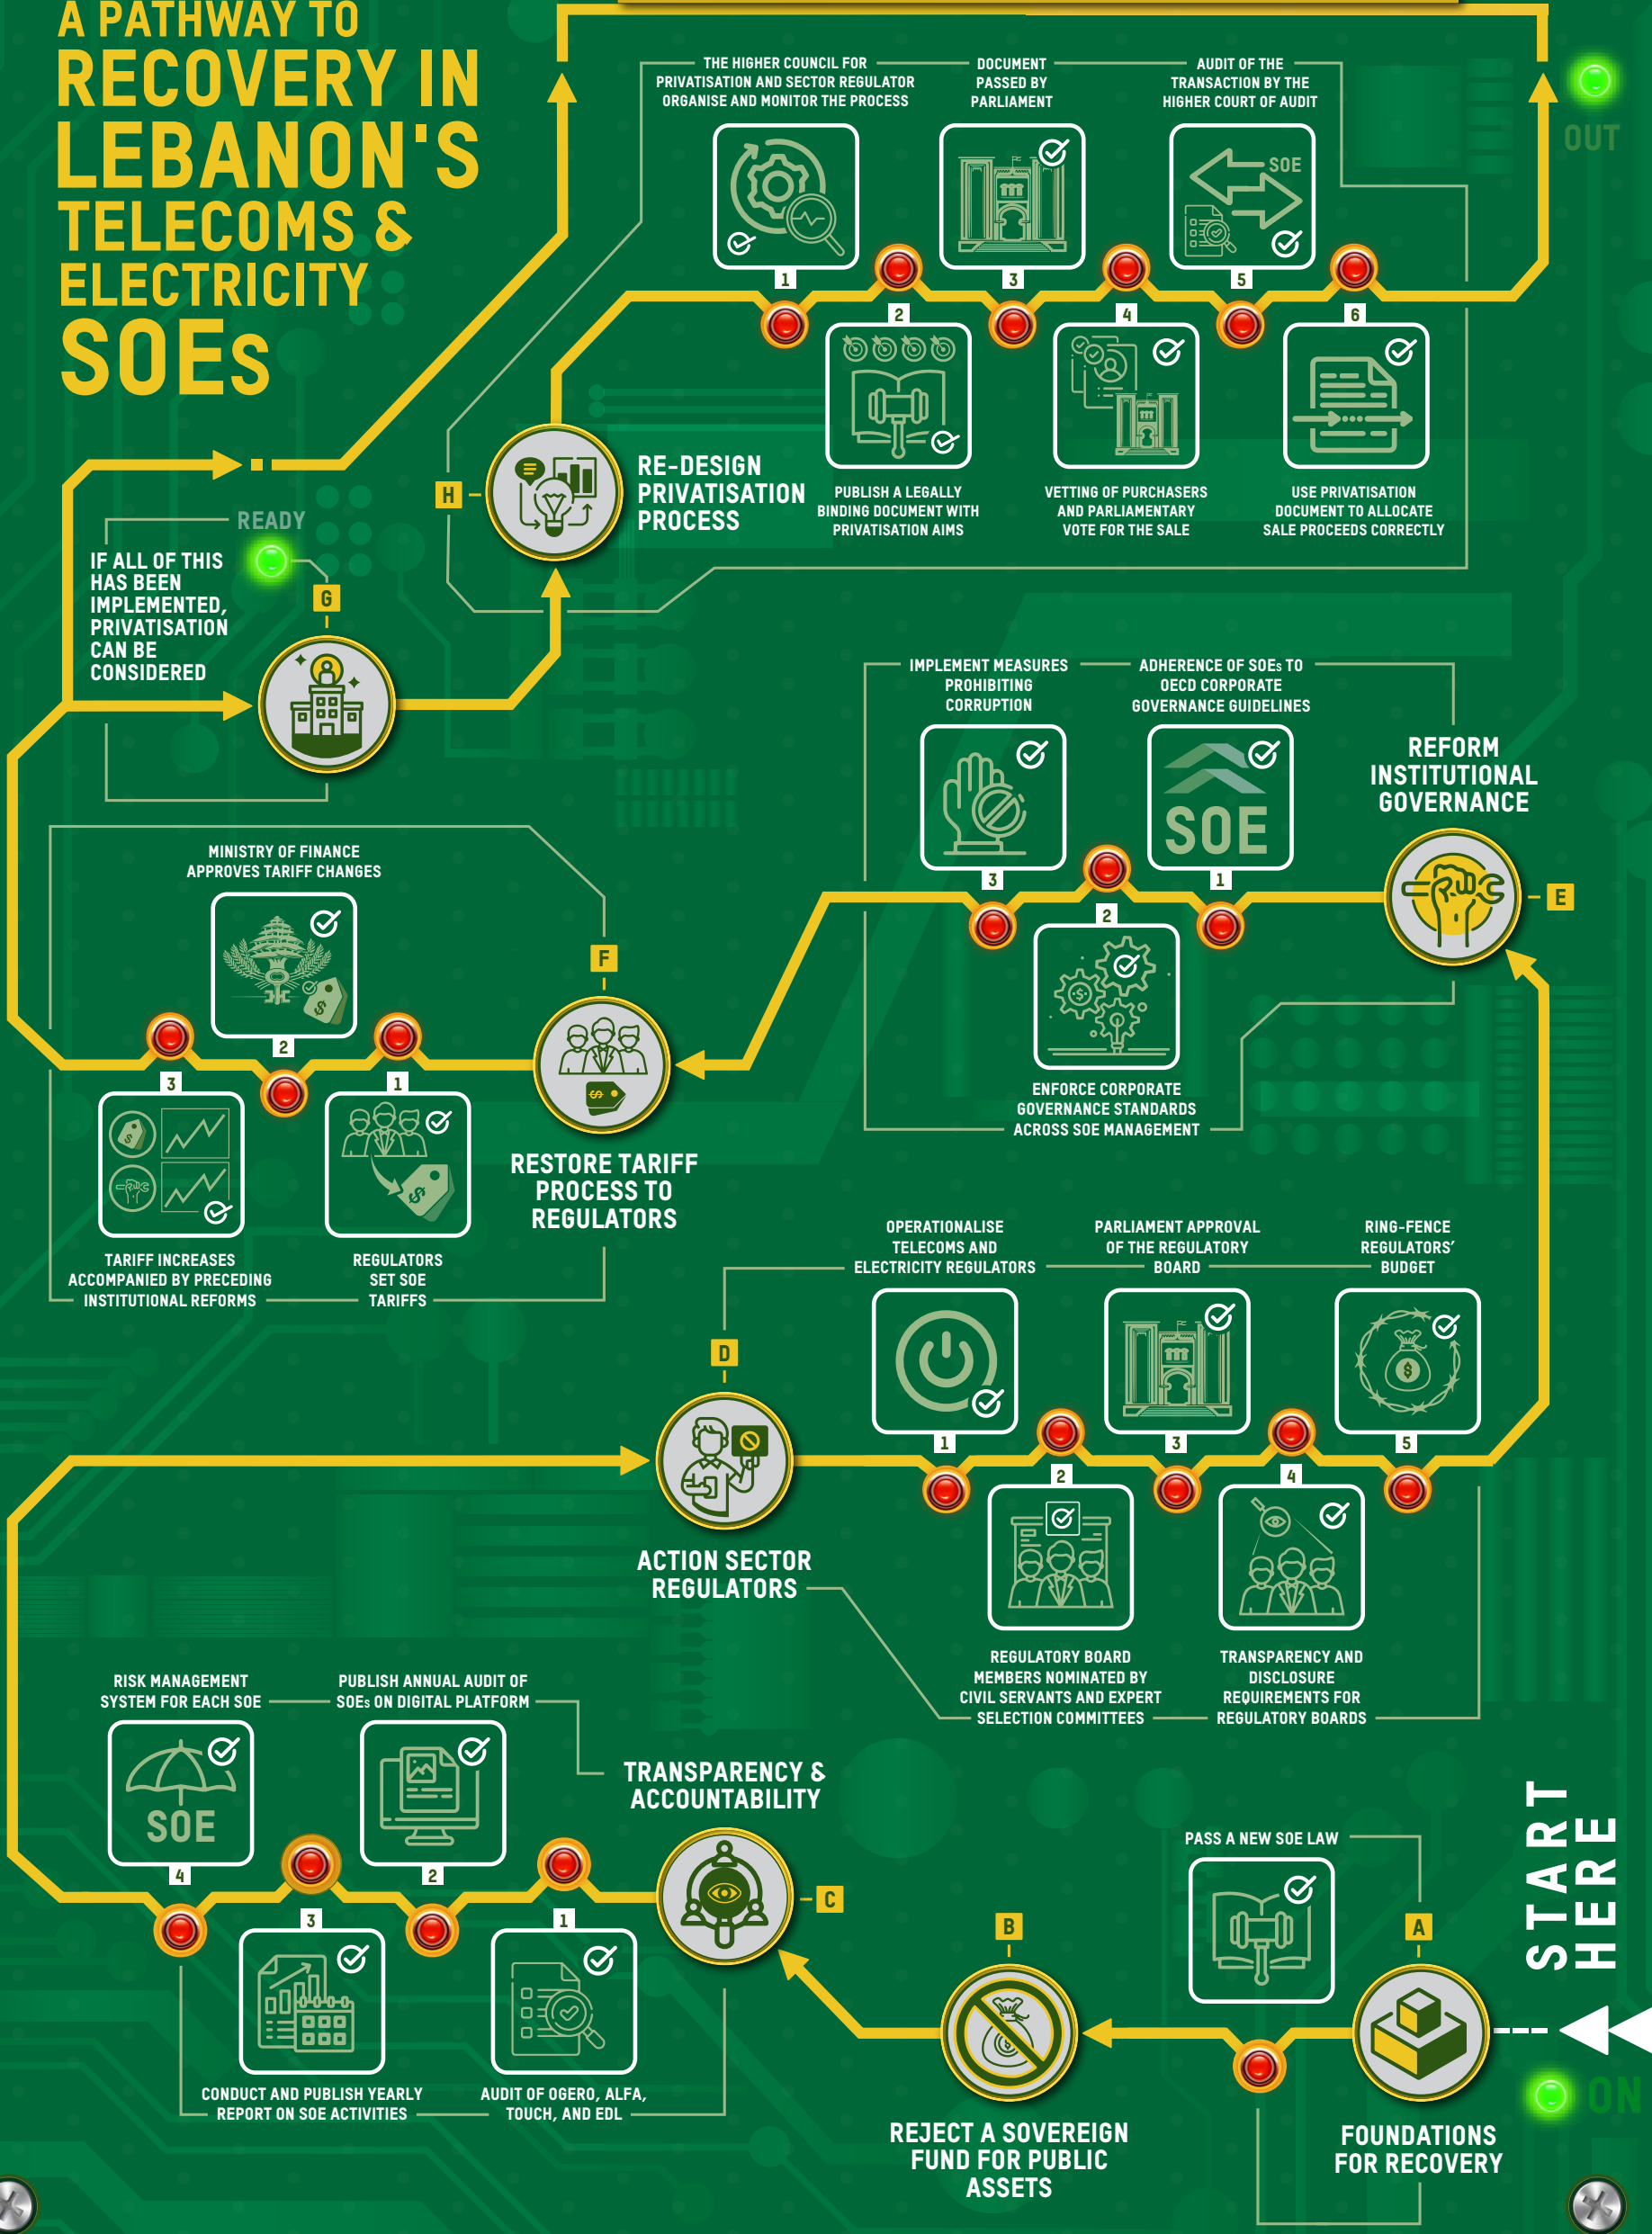 A PATHWAY TO
RECOVERY IN
LEBANON'S
TELECOMS &
ELECTRICITY
SOEs
THE HIGHER COUNCIL FOR
PRIVATISATION AND SECTOR REGULATOR
ORGANISE AND MONITOR THE PROCESS
DOCUMENT
PASSED BY
PARLIAMENT
AUDIT OF THE
TRANSACTION BY THE
HIGHER COURT OF AUDIT
OUT
SOE
1
3
5
2
4
6
PUBLISH A LEGALLY
BINDING DOCUMENT WITH
PRIVATISATION AIMS
VETTING OF PURCHASERS
AND PARLIAMENTARY
VOTE FOR THE SALE
USE PRIVATISATION
DOCUMENT TO ALLOCATE
SALE PROCEEDS CORRECTLY
H
RE-DESIGN
PRIVATISATION
PROCESS
READY
IF ALL OF THIS
HAS BEEN
IMPLEMENTED,
PRIVATISATION
CAN BE
CONSIDERED
G
IMPLEMENT MEASURES
PROHIBITING
CORRUPTION
ADHERENCE OF SOEs TO
OECD CORPORATE
GOVERNANCE GUIDELINES
REFORM
INSTITUTIONAL
GOVERNANCE
SOE
3
1
2
E
ENFORCE CORPORATE
GOVERNANCE STANDARDS
ACROSS SOE MANAGEMENT
MINISTRY OF FINANCE
APPROVES TARIFF CHANGES
$
2
F
$
3
1
$
$
RESTORE TARIFF
PROCESS TO
REGULATORS
TARIFF INCREASES
ACCOMPANIED BY PRECEDING
INSTITUTIONAL REFORMS
REGULATORS
SET SOE
TARIFFS
OPERATIONALISE
TELECOMS AND
ELECTRICITY REGULATORS
PARLIAMENT APPROVAL
OF THE REGULATORY
BOARD
RING-FENCE
REGULATORS'
BUDGET
$
D
1
3
5
2
4
ACTION SECTOR
REGULATORS
REGULATORY BOARD
MEMBERS NOMINATED BY
CIVIL SERVANTS AND EXPERT
SELECTION COMMITTEES
TRANSPARENCY AND
DISCLOSURE
REQUIREMENTS FOR
REGULATORY BOARDS
RISK MANAGEMENT
SYSTEM FOR EACH SOE
PUBLISH ANNUAL AUDIT OF
SOEs ON DIGITAL PLATFORM
TRANSPARENCY &
ACCOUNTABILITY
SOE
4
2
3
1
C
CONDUCT AND PUBLISH YEARLY
REPORT ON SOE ACTIVITIES
AUDIT OF OGERO, ALFA,
TOUCH, AND EDL
B
REJECT A SOVEREIGN
FUND FOR PUBLIC
ASSETS
PASS A NEW SOE LAW
A
FOUNDATIONS
FOR RECOVERY
START
HERE
ON